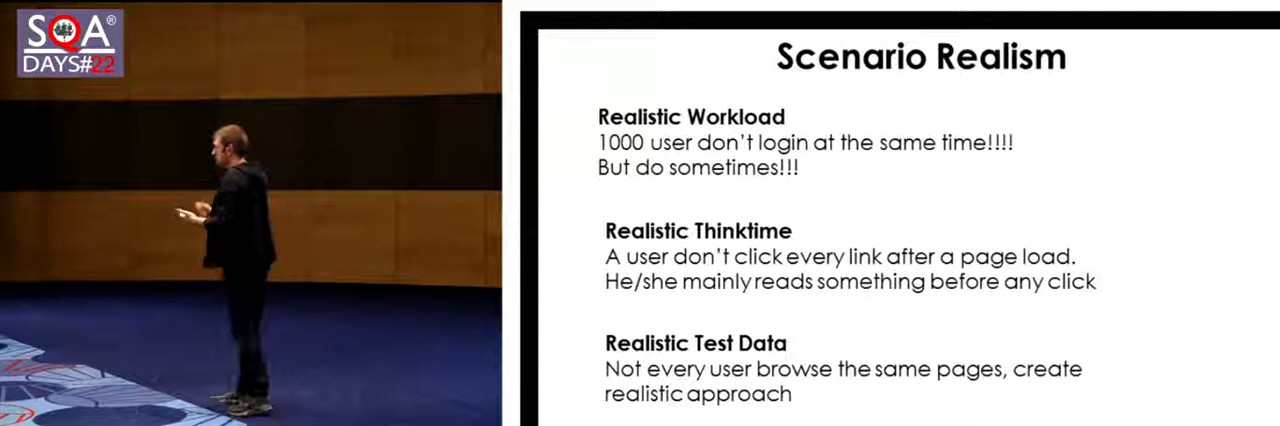 SQA®
DAYS#22
Scenario Realism
Realistic Workload
1000 user don't login at the same time!!!!
But do sometimes!!!
Realistic Thinktime
A user don't click every link after a page load.
He/she mainly reads something before any click
Realistic Test Data
Not every user browse the same pages, create
realistic approach